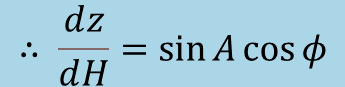 ∴ dz/dH = sin A cos ϕ